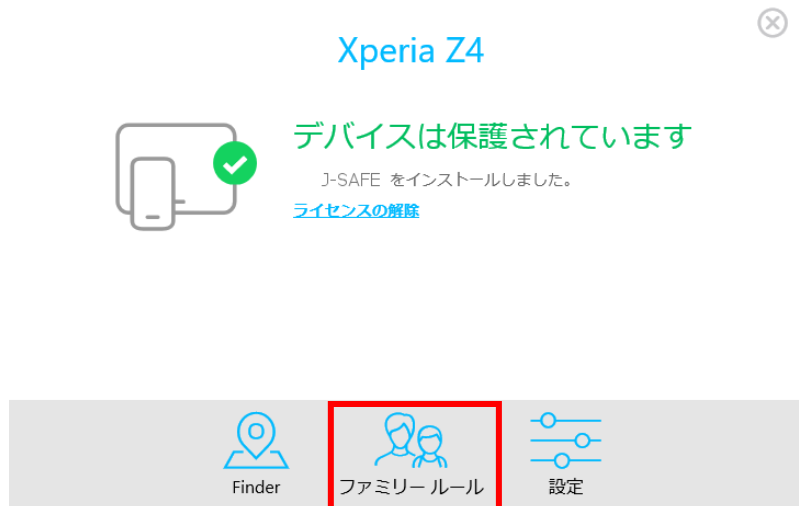 Xperia Z4
デバイスは保護されています
J-SAFE をインストールしました。
ライセンスの解除
Finder
ファミリー ルール
設定